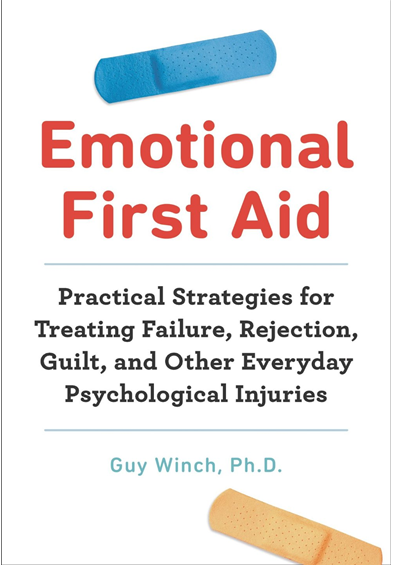 Emotional
First Aid
Practical Strategies for
Treating Failure, Rejection,
Guilt, and Other Everyday
Psychological Injuries
Guy Winch, Ph.D.